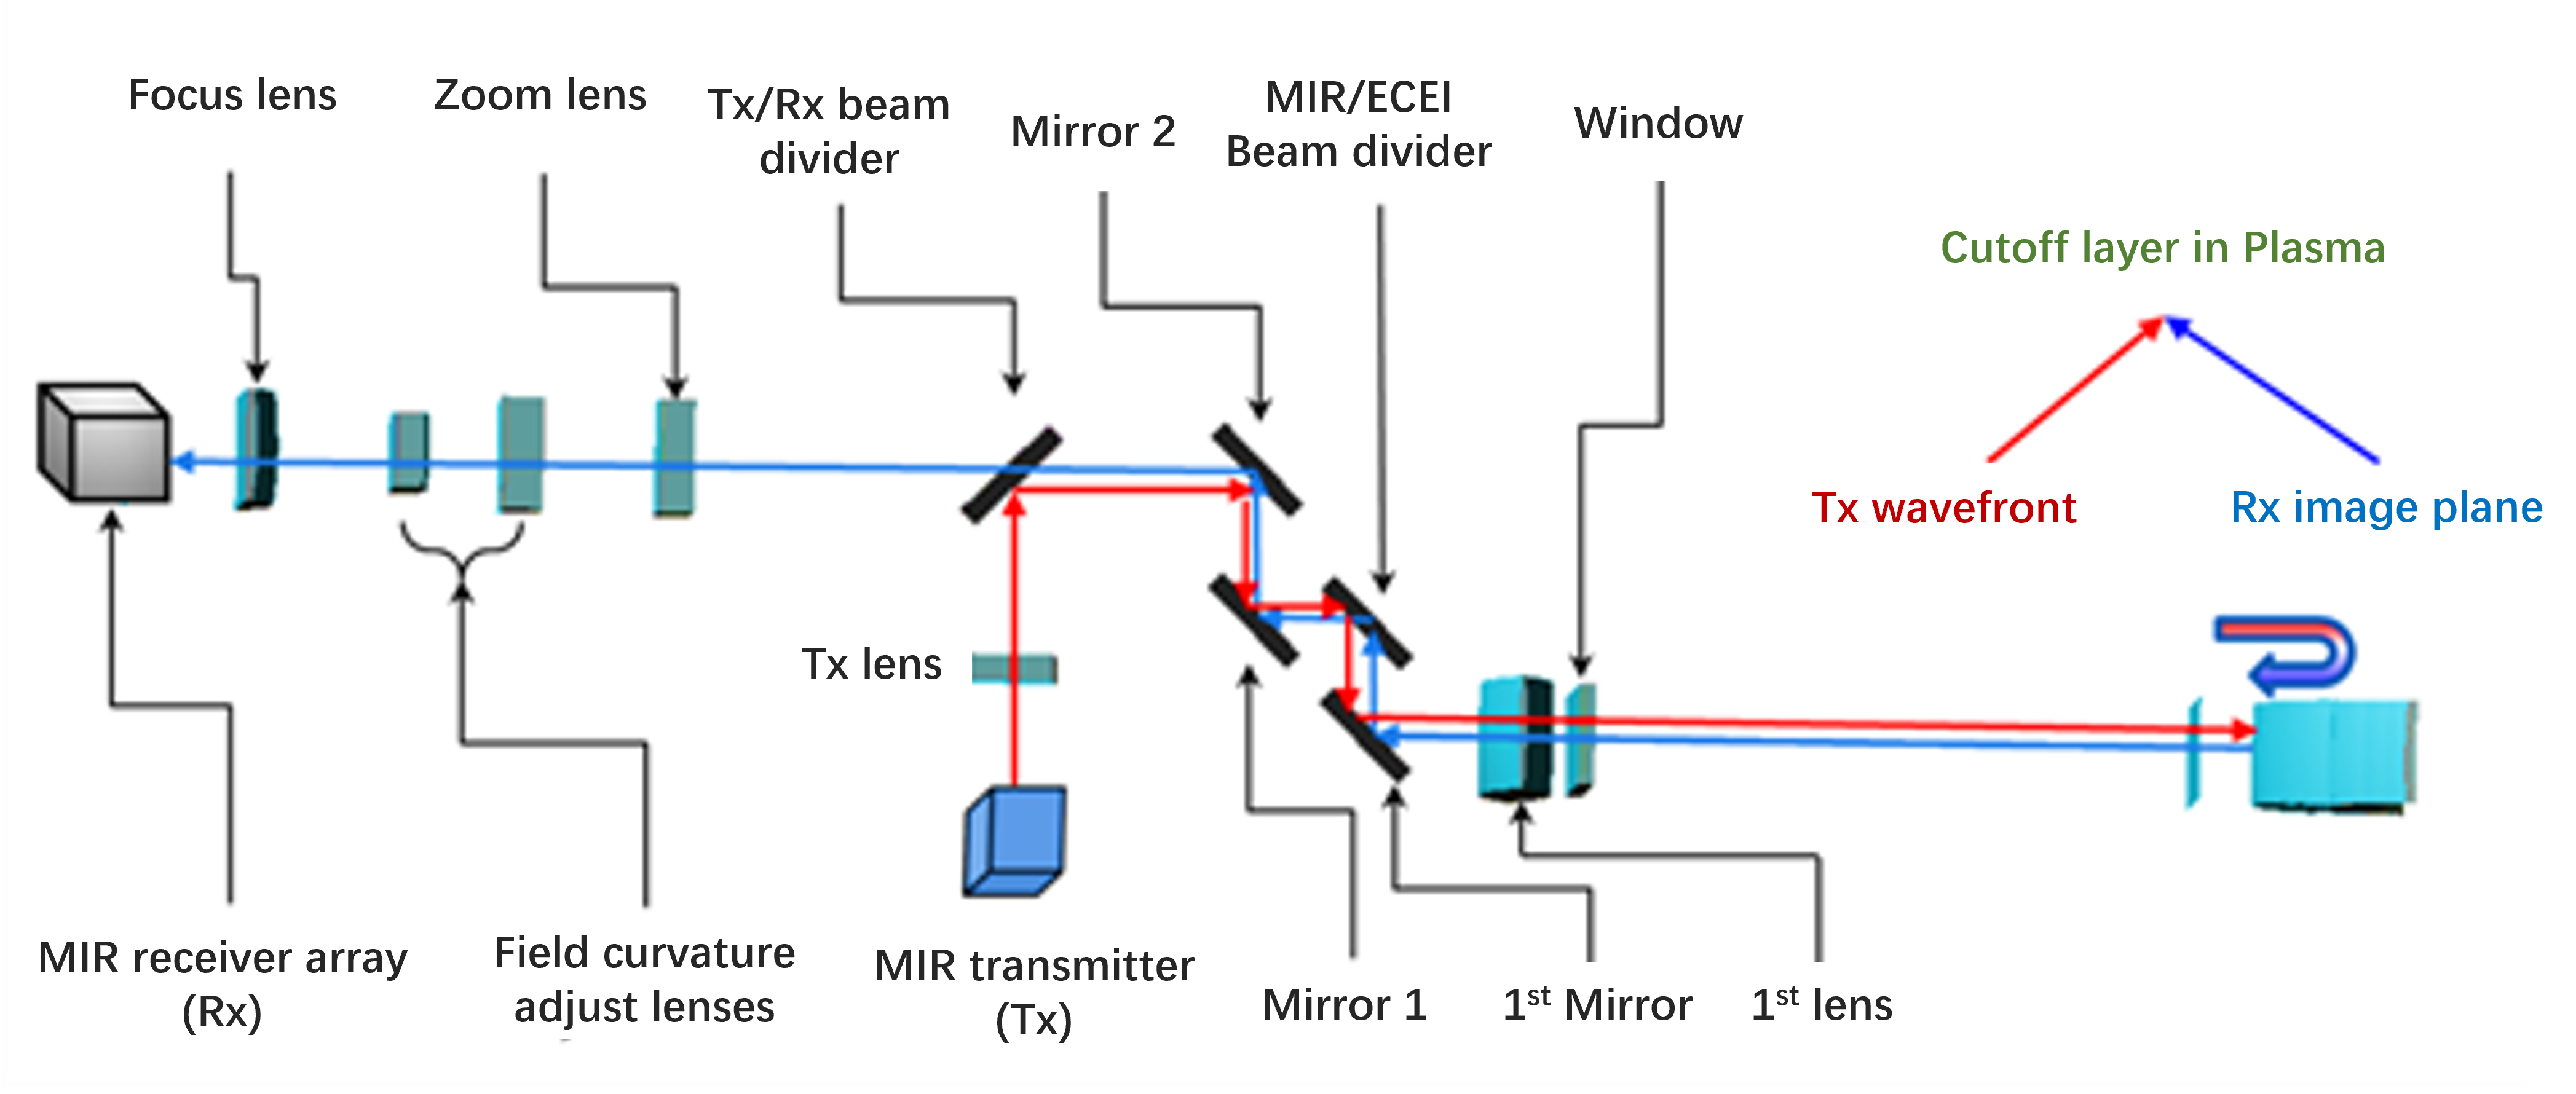 Focus lens
Zoom lens
Tx/Rx beam
divider
Mirror 2
MIR/ECEI
Beam divider
Window
Cutoff layer in Plasma
Tx wavefront
Rx image plane
Tx lens
MIR receiver array
(Rx)
Field curvature
adjust lenses
MIR transmitter
(Tx)
Mirror 1
1st Mirror
1st lens